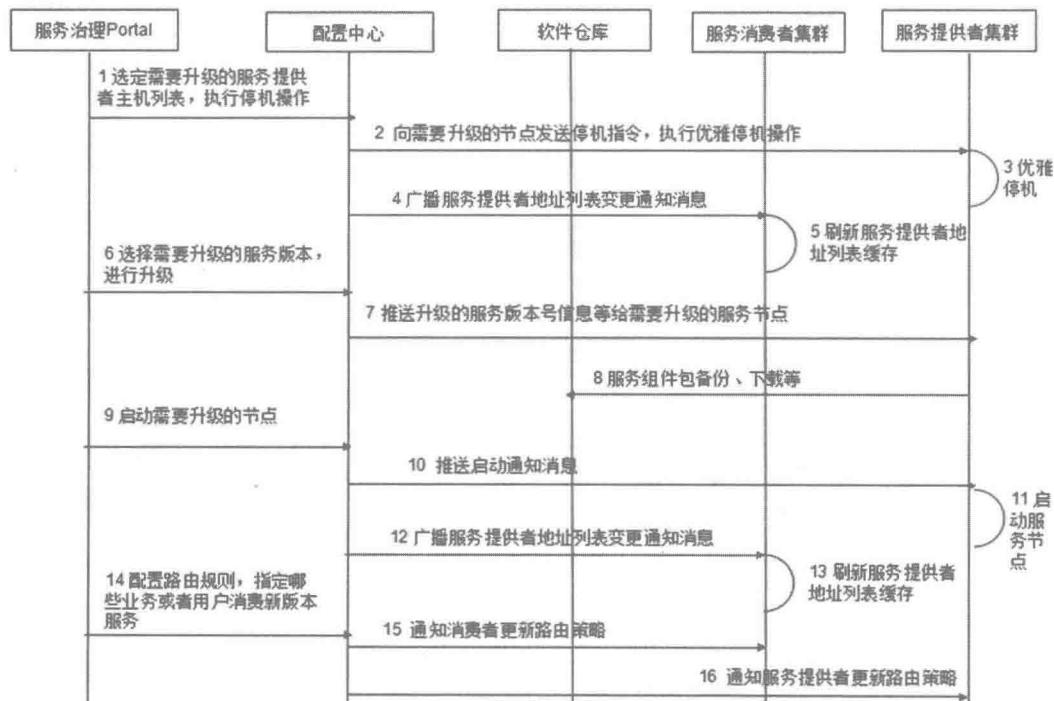 服务治理Portal
配置中心
软件仓库
服务消费者集群
服务提供者集群
1 选定需要升级的服务提供
者主机列表，执行停机操作
2 向需要升级的节点发送停机指令，执行优雅停机操作
3 优雅
停机
4 广播服务提供者地址列表变更通知消息
5 刷新服务提供者地
址列表缓存
6 选择需要升级的服务版本，
进行升级
7 推送升级的服务版本号信息等给需要升级的服务节点
8 服务组件包备份、下载等
9 启动需要升级的节点
10 推送启动通知消息
11 启
动服
务节
点
12 广播服务提供者地址列表变更通知消息
13 刷新服务提供者
地址列表缓存
14 配置路由规则，指定哪
些业务或者用户消费新版本
服务
15 通知消费者更新路由策略
16 通知服务提供者更新路由策略